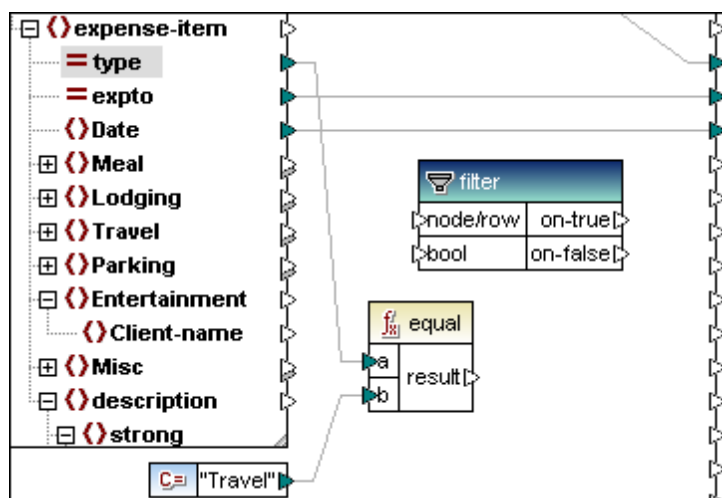 expense-item
type
expto
Date
Meal
Lodging
Travel
Parking
Entertainment
Client-name
Misc
description
strong
filter
node/row on-true
bool on-false
fx equal
a
result
b
C= "Travel"